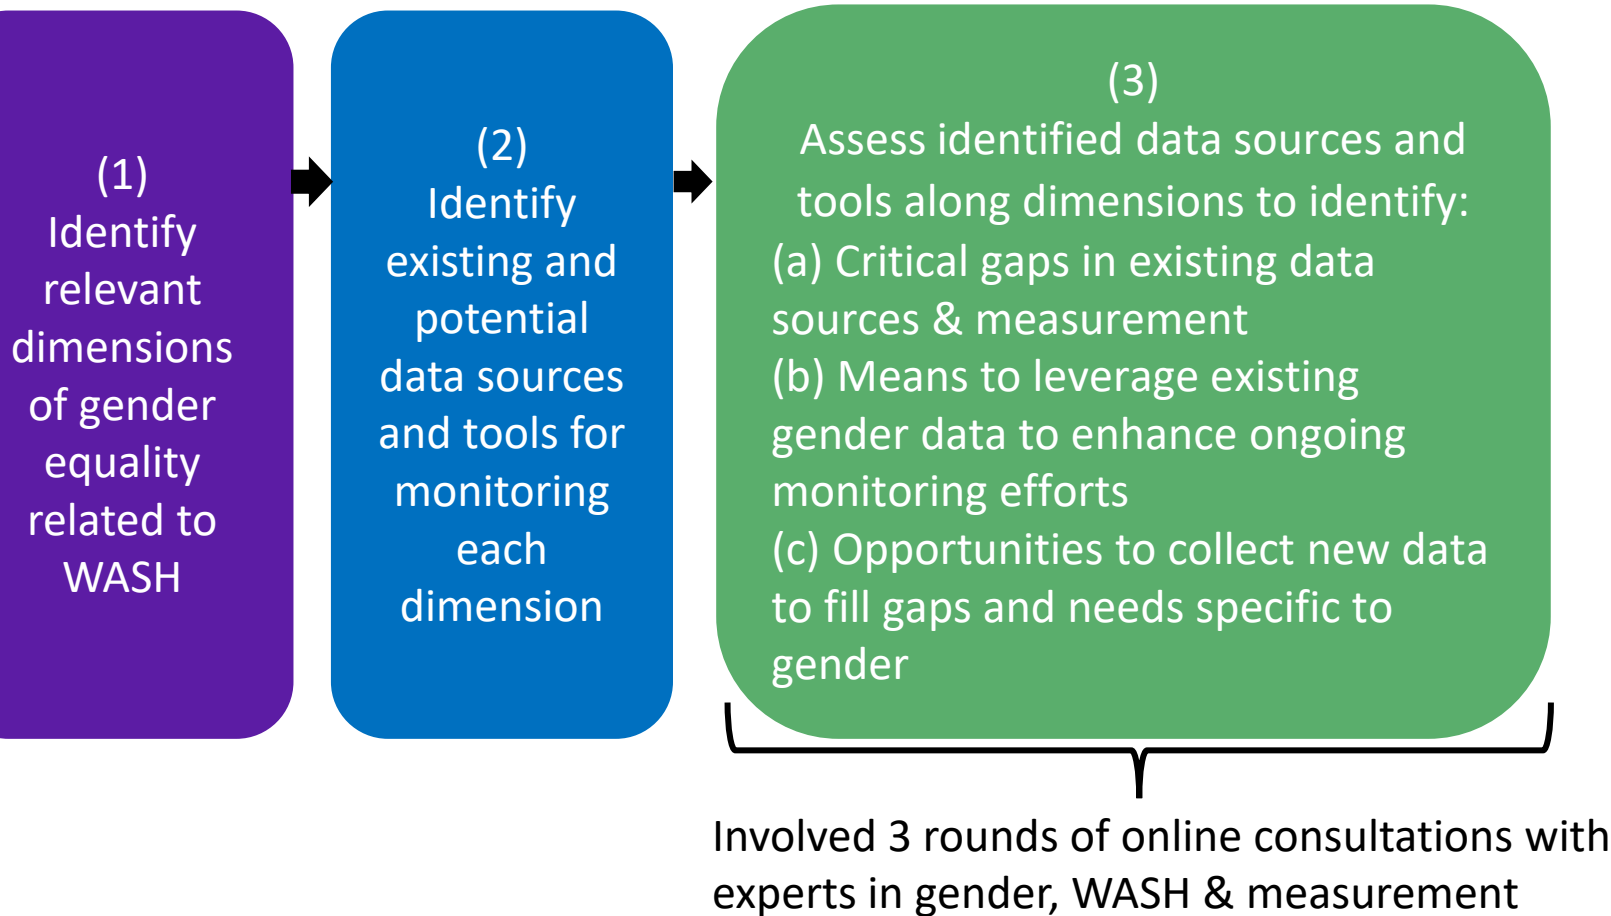 (1)
Identify
relevant
dimensions
of gender
equality
related to
WASH
(2)
Identify
existing and
potential
data sources
and tools for
monitoring
each
dimension
(3)
Assess identified data sources and
tools along dimensions to identify:
(a) Critical gaps in existing data
sources & measurement
(b) Means to leverage existing
gender data to enhance ongoing
monitoring efforts
(c) Opportunities to collect new data
to fill gaps and needs specific to
gender
Involved 3 rounds of online consultations with
experts in gender, WASH & measurement